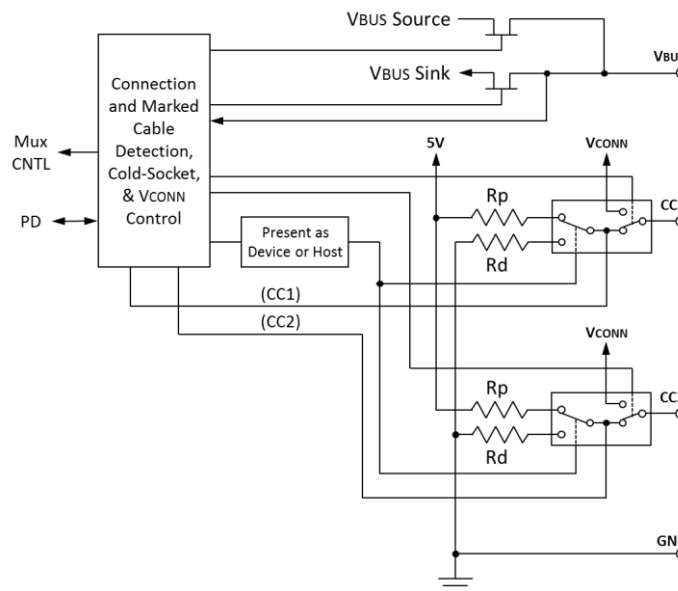 VBUS Source
VBUS Sink
Connection
and Marked
Cable
Detection,
Cold-Socket,
& VCONN
Control
Mux
CNTL
PD
5V
VCONN
Rp
Rd
Present as
Device or Host
(CC1)
(CC2)
VCONN
Rp
Rd